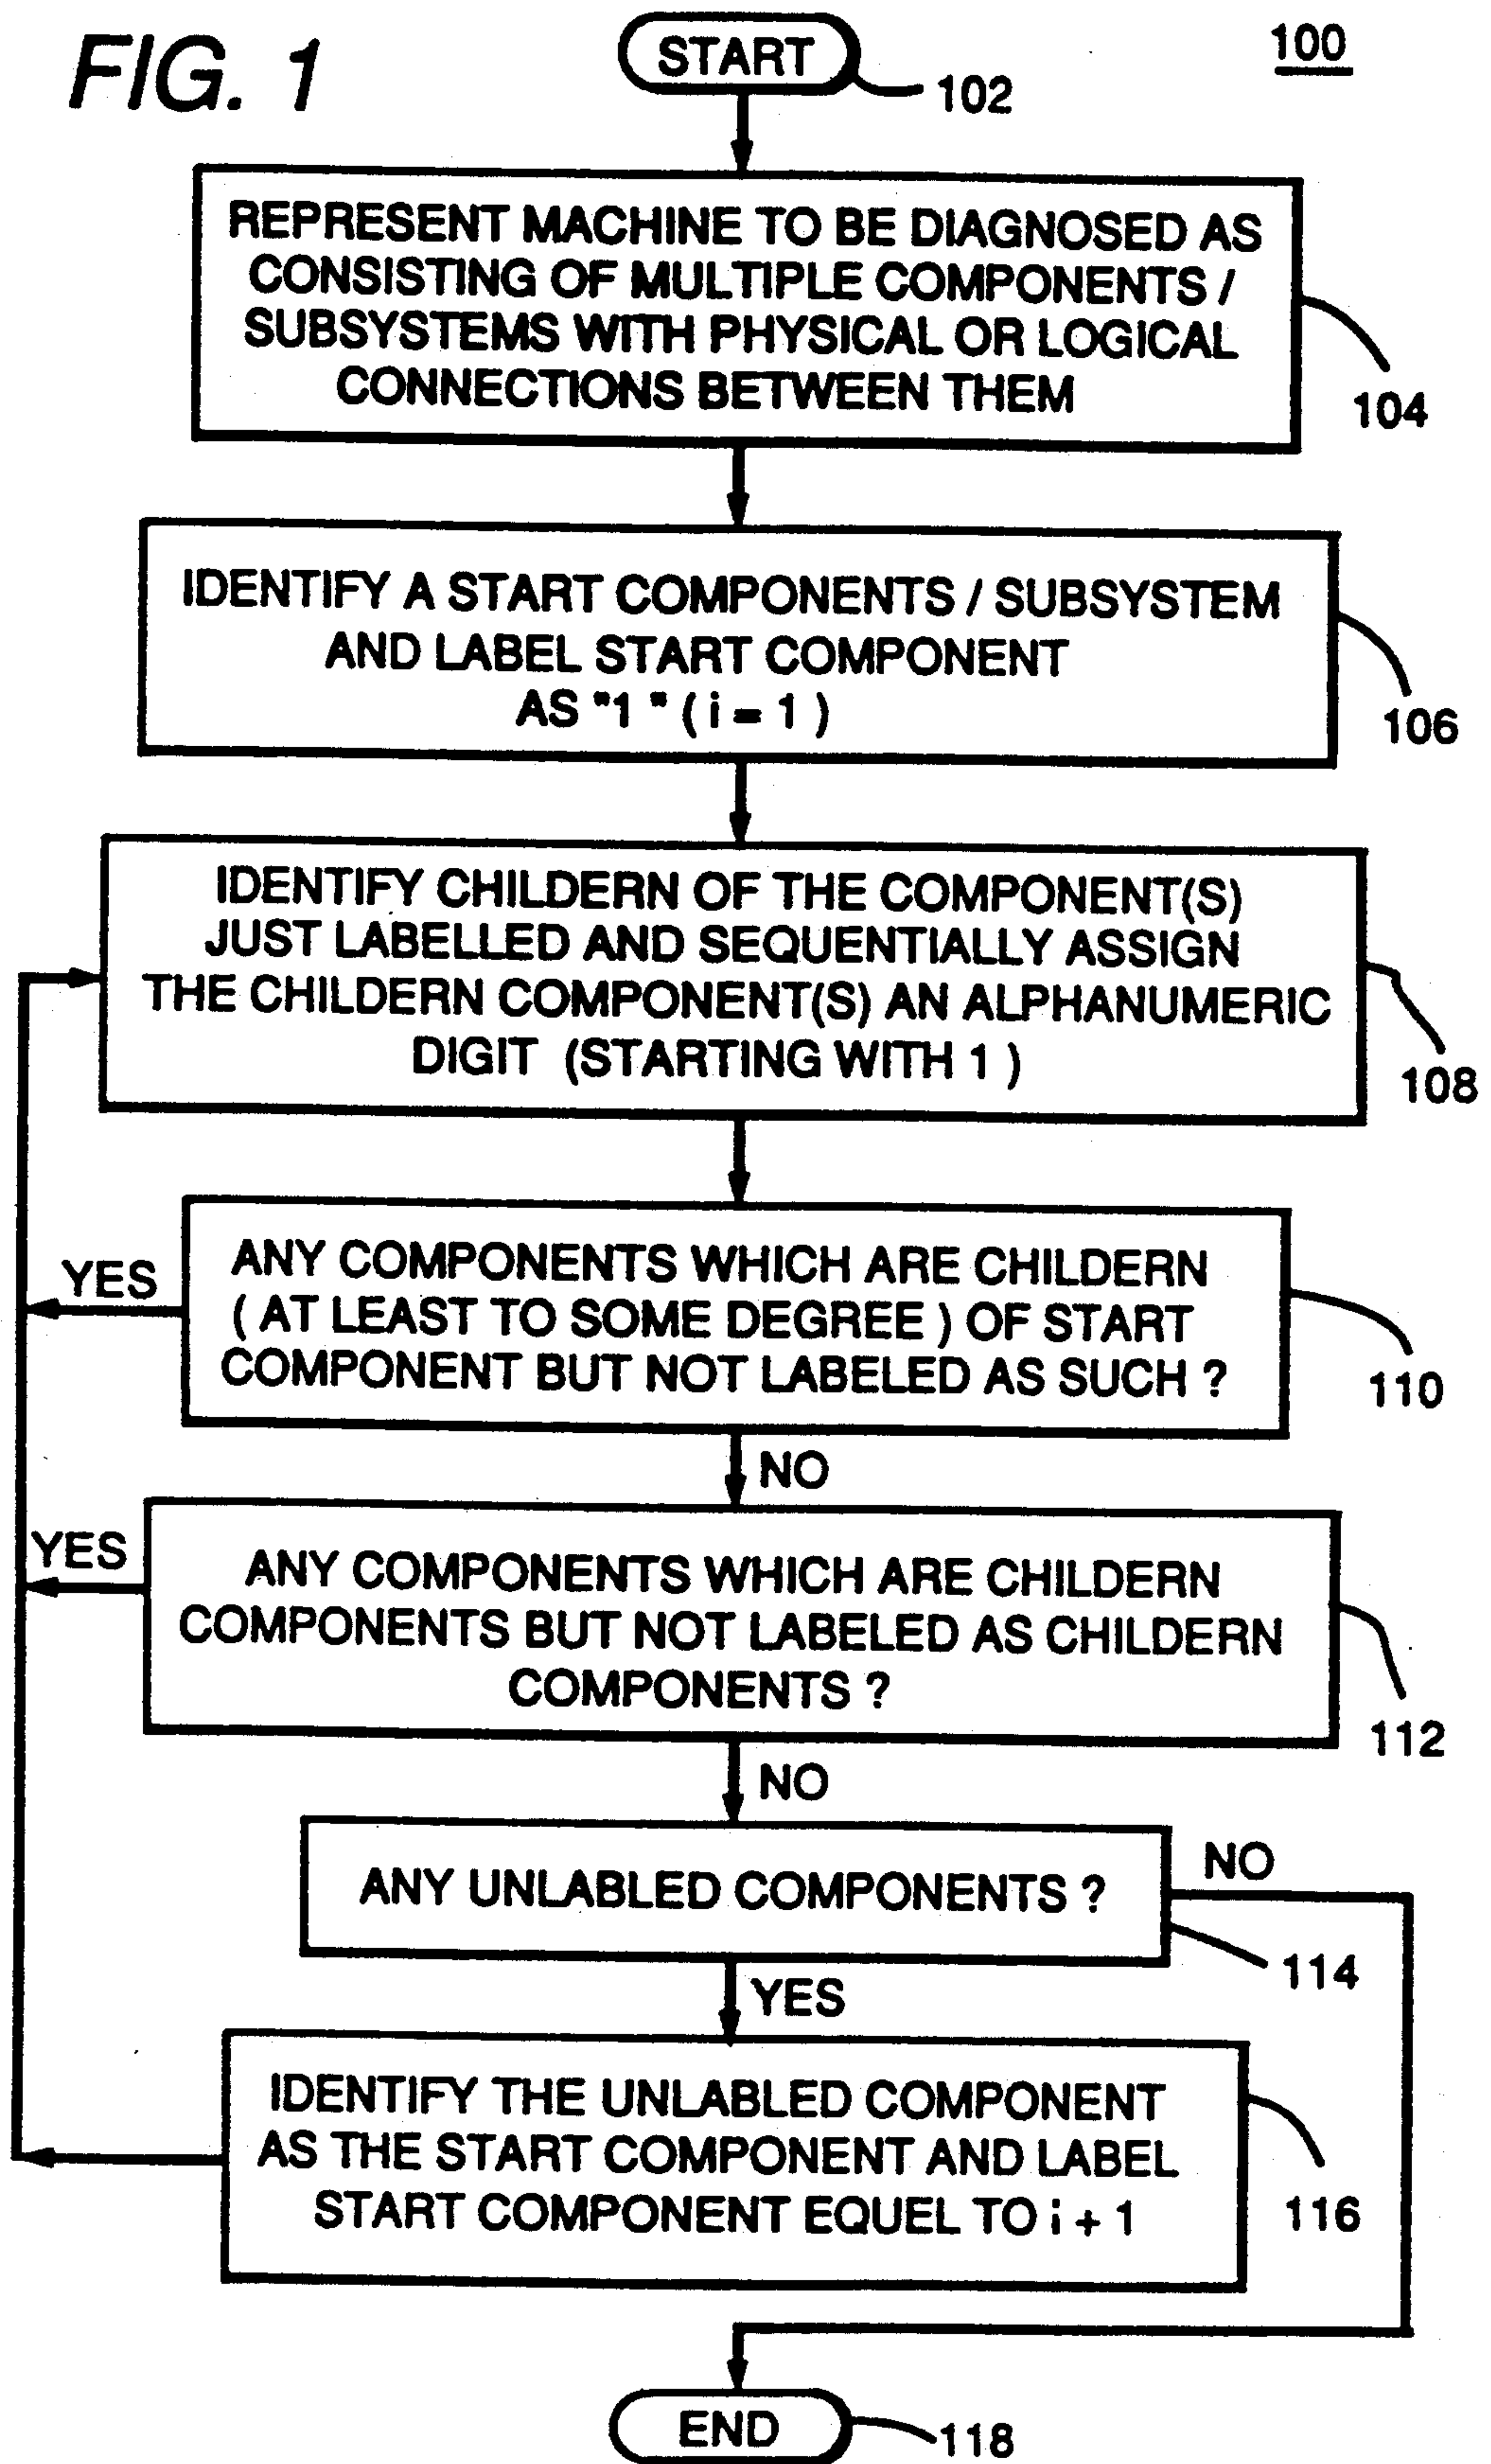 FIG. 1
START
100
102
REPRESENT MACHINE TO BE DIAGNOSED AS
CONSISTING OF MULTIPLE COMPONENTS /
SUBSYSTEMS WITH PHYSICAL OR LOGICAL
CONNECTIONS BETWEEN THEM
104
IDENTIFY A START COMPONENTS / SUBSYSTEM
AND LABEL START COMPONENT
AS "1" ( i = 1 )
106
IDENTIFY CHILDERN OF THE COMPONENT(S)
JUST LABELLED AND SEQUENTIALLY ASSIGN
THE CHILDERN COMPONENT(S) AN ALPHANUMERIC
DIGIT (STARTING WITH 1 )
108
YES
ANY COMPONENTS WHICH ARE CHILDERN
( AT LEAST TO SOME DEGREE ) OF START
COMPONENT BUT NOT LABELED AS SUCH ?
110
NO
YES
ANY COMPONENTS WHICH ARE CHILDERN
COMPONENTS BUT NOT LABELED AS CHILDERN
COMPONENTS ?
112
NO
ANY UNLABLED COMPONENTS ?
NO
114
YES
IDENTIFY THE UNLABLED COMPONENT
AS THE START COMPONENT AND LABEL
START COMPONENT EQUEL TO i + 1
116
END
118